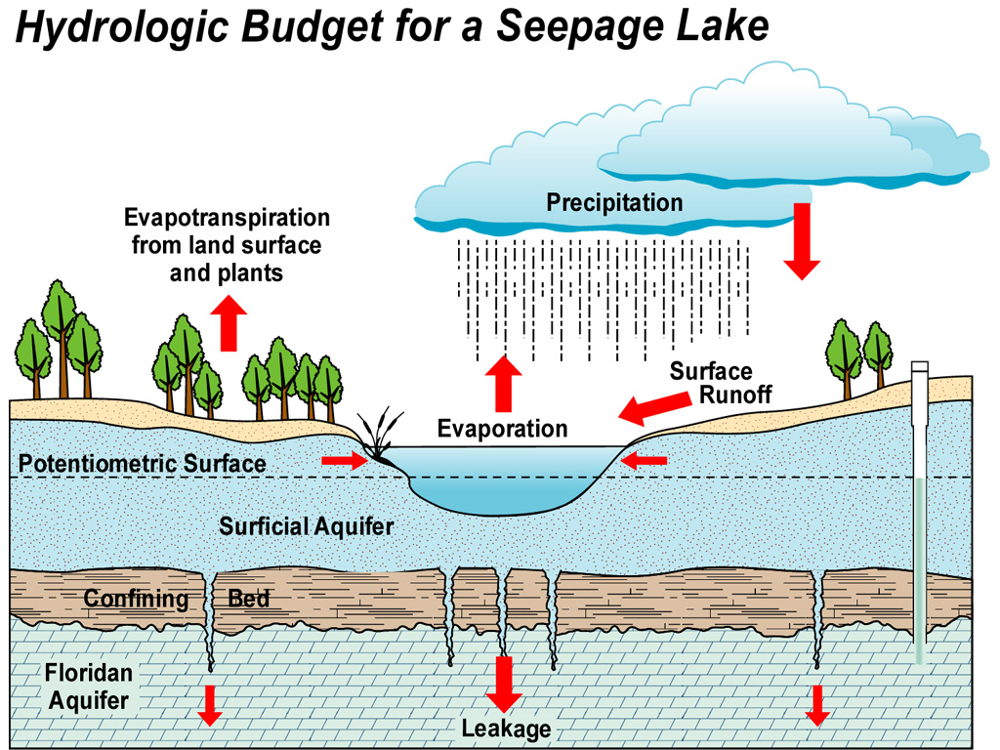 Hydrologic Budget for a Seepage Lake
Precipitation
Evapotranspiration
from land surface
and plants
Surface
Runoff
Evaporation
Potentiometric Surface
Surficial Aquifer
Confining Bed
Floridan
Aquifer
Leakage